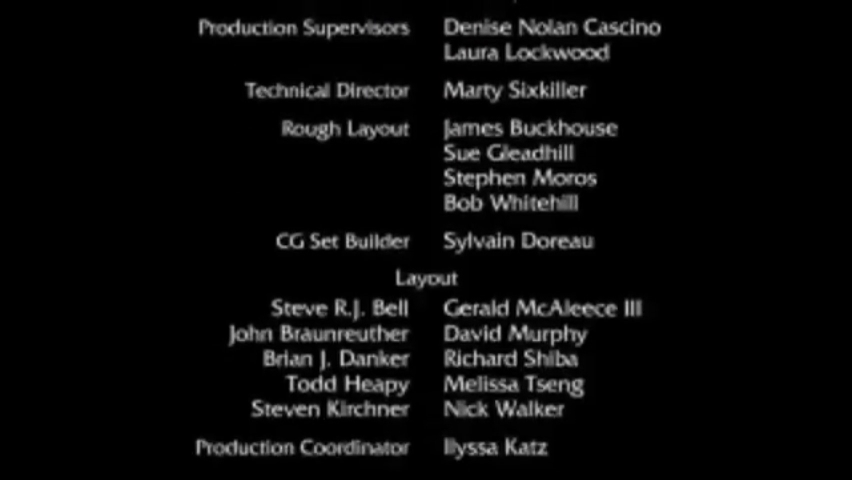 Production Supervisors Denise Nolan Cascino
Laura Lockwood
Technical Director Marty Sixkiller
Rough Layout James Buckhouse
Sue Gleadhill
Stephen Moros
Bob Whitehill
CG Set Builder Sylvain Doreau
Layout
Steve R.J. Bell Gerald McAleece III
John Braunreuther David Murphy
Brian J. Danker Richard Shiba
Todd Heapy Melissa Tseng
Steven Kirchner Nick Walker
Production Coordinator Ilyssa Katz